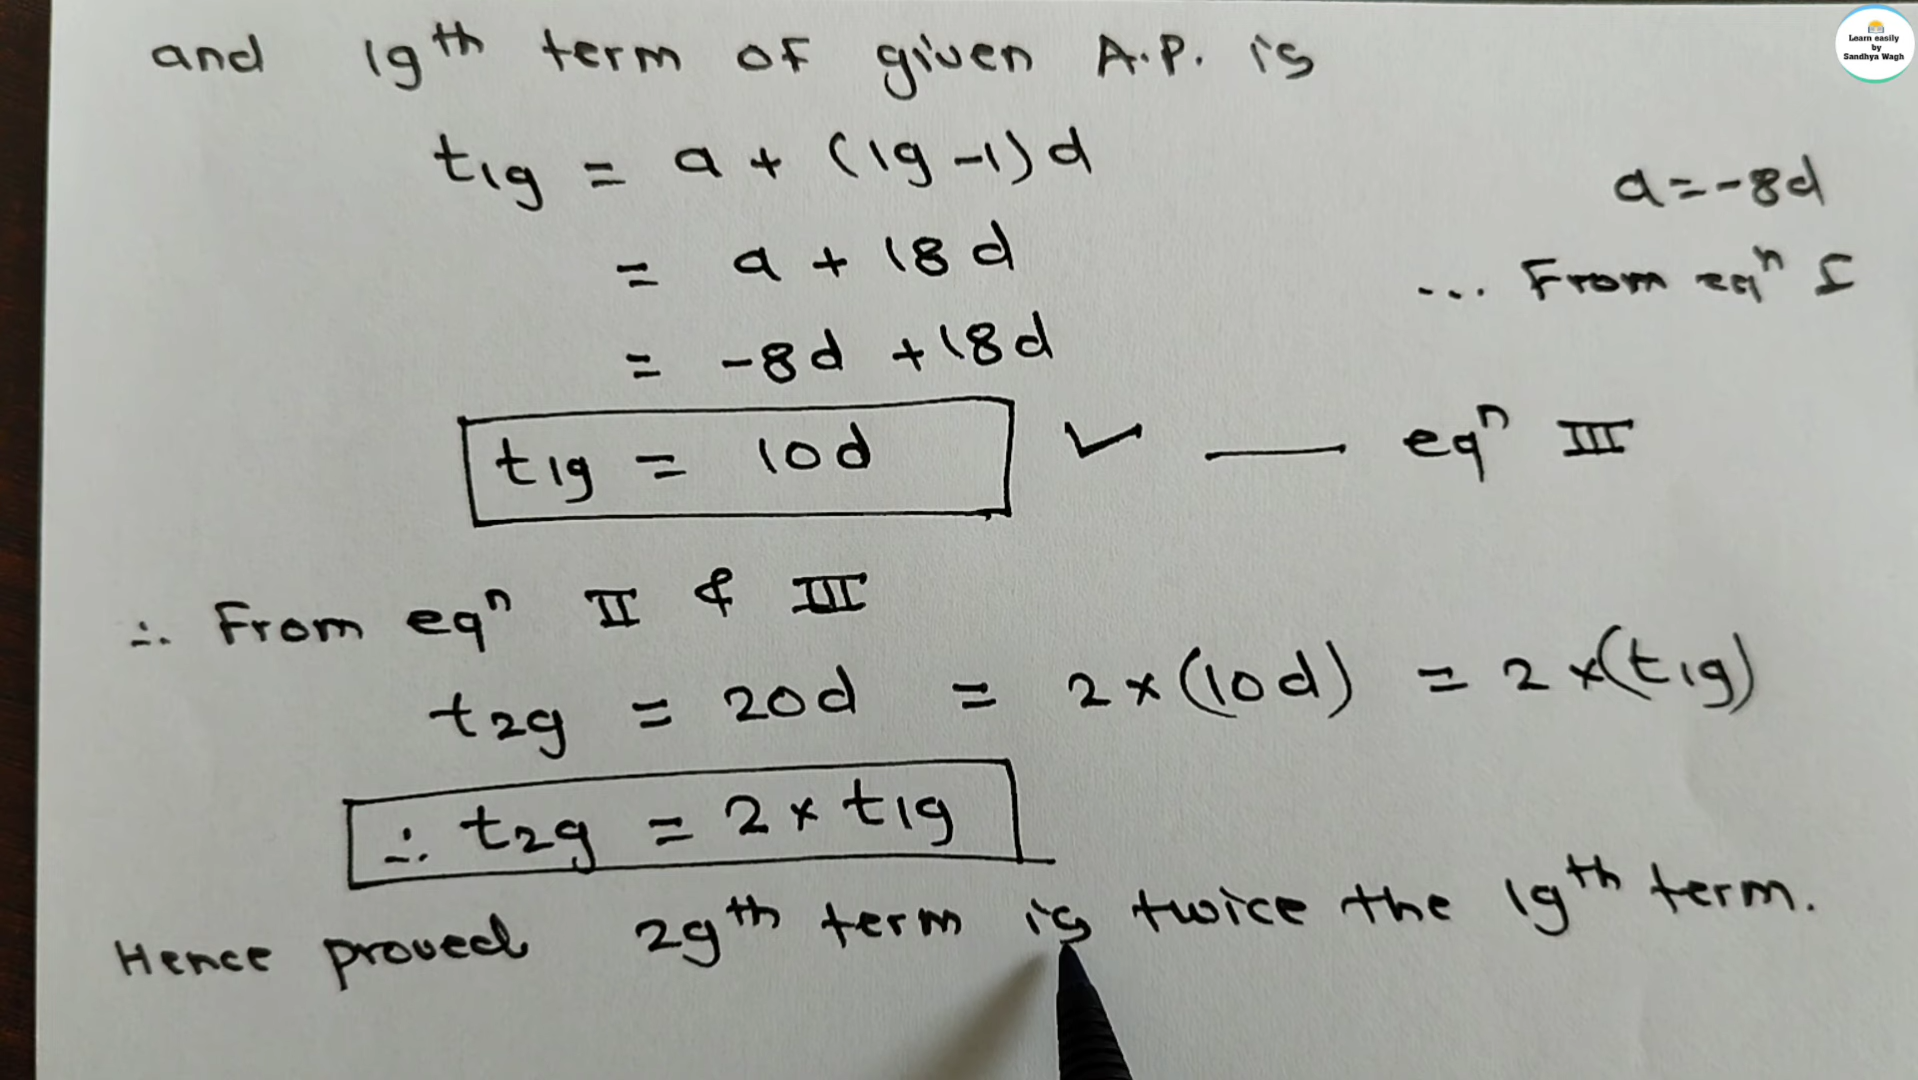 Learn easily
by
Sandhya Wagh
and 19th term of given A.P. is
t19 = a + (19-1)d
a = -8d
= a + 18d
... From eqn I
= -8d + 18d
t19 = 10d ✓ — eqn III
∴ From eqn II & III
t29 = 20d = 2×(10d) = 2×(t19)
∴ t29 = 2 × t19
Hence proved 29th term is twice the 19th term.